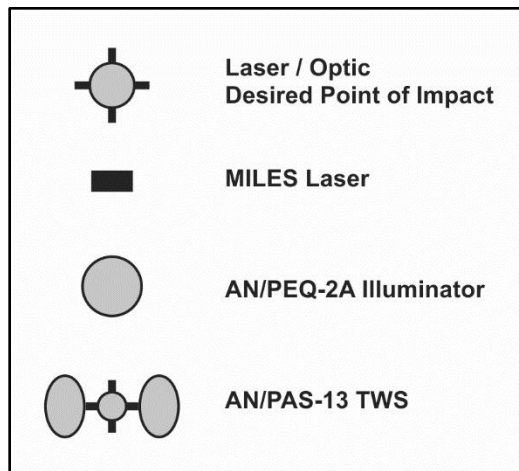 Laser / Optic
Desired Point of Impact
MILES Laser
AN/PEQ-2A Illuminator
AN/PAS-13 TWS